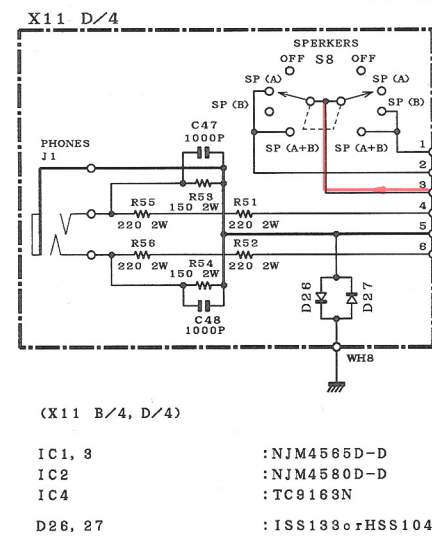 X11 D/4
SPERKERS
OFF S8 OFF
SP (A) SP (A)
SP (B) SP (B)
SP (A+B) SP (A+B)
C47
1000P
PHONES
J1
R53
150 2W
R55 R51
220 2W 220 2W
R56 R52
220 2W 220 2W
R54
150 2W
C48
1000P
1
2
3
4
5
6
D26 D27
WH8
(X11 B/4, D/4)
IC1, 3 :NJM4565D-D
IC2 :NJM4580D-D
IC4 :TC9163N
D26, 27 :ISS133orHSS104